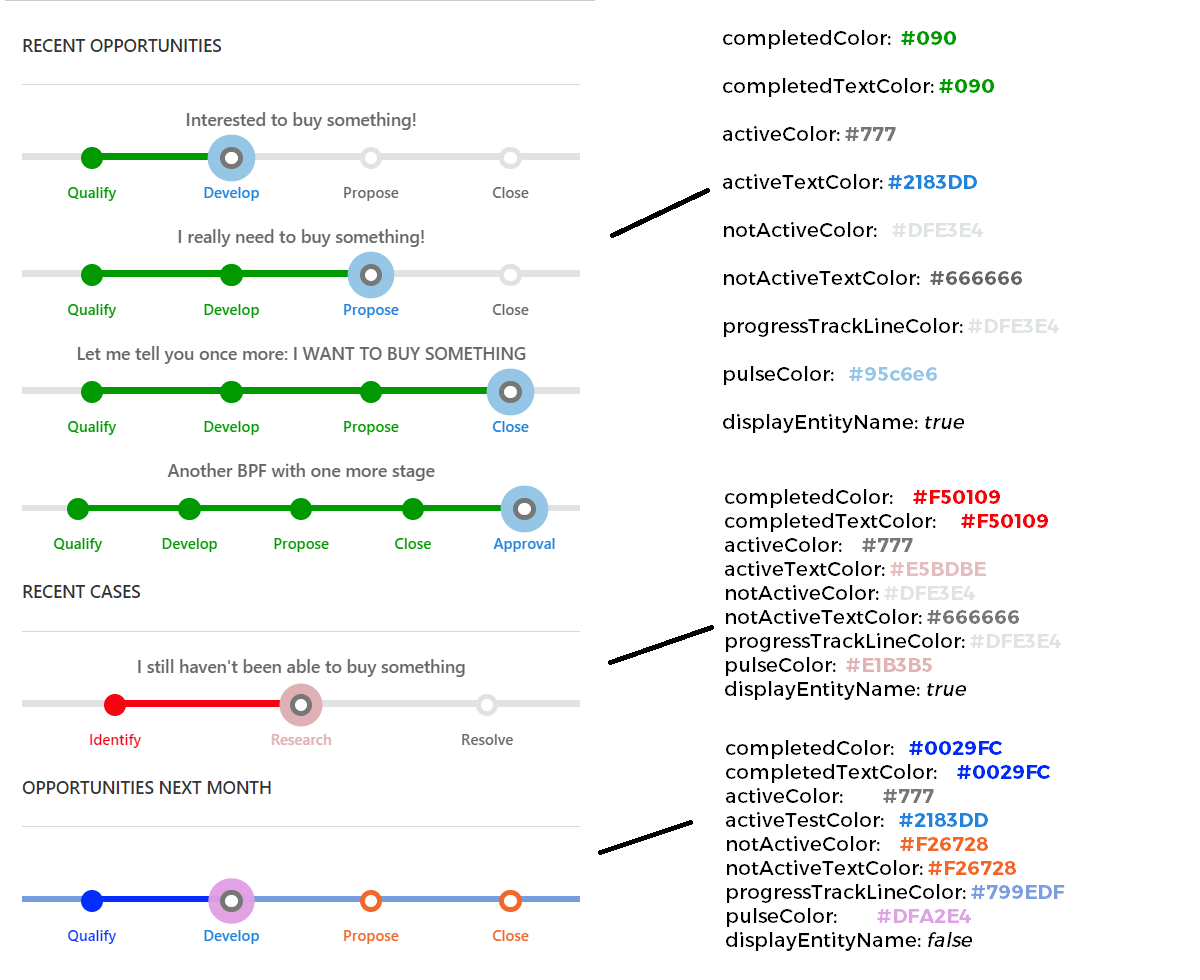 RECENT OPPORTUNITIES
Interested to buy something!
Qualify Develop Propose Close
I really need to buy something!
Qualify Develop Propose Close
Let me tell you once more: I WANT TO BUY SOMETHING
Qualify Develop Propose Close
Another BPF with one more stage
Qualify Develop Propose Close Approval
RECENT CASES
I still haven't been able to buy something
Identify Research Resolve
OPPORTUNITIES NEXT MONTH
Qualify Develop Propose Close
completedColor: #090
completedTextColor: #090
activeColor: #777
activeTextColor: #2183DD
notActiveColor: #DFE3E4
notActiveTextColor: #666666
progressTrackLineColor: #DFE3E4
pulseColor: #95c6e6
displayEntityName: true
completedColor: #F50109
completedTextColor: #F50109
activeColor: #777
activeTextColor: #E5BDBE
notActiveColor: #DFE3E4
notActiveTextColor: #666666
progressTrackLineColor: #DFE3E4
pulseColor: #E1B3B5
displayEntityName: true
completedColor: #0029FC
completedTextColor: #0029FC
activeColor: #777
activeTestColor: #2183DD
notActiveColor: #F26728
notActiveTextColor: #F26728
progressTrackLineColor: #799EDF
pulseColor: #DFA2E4
displayEntityName: false